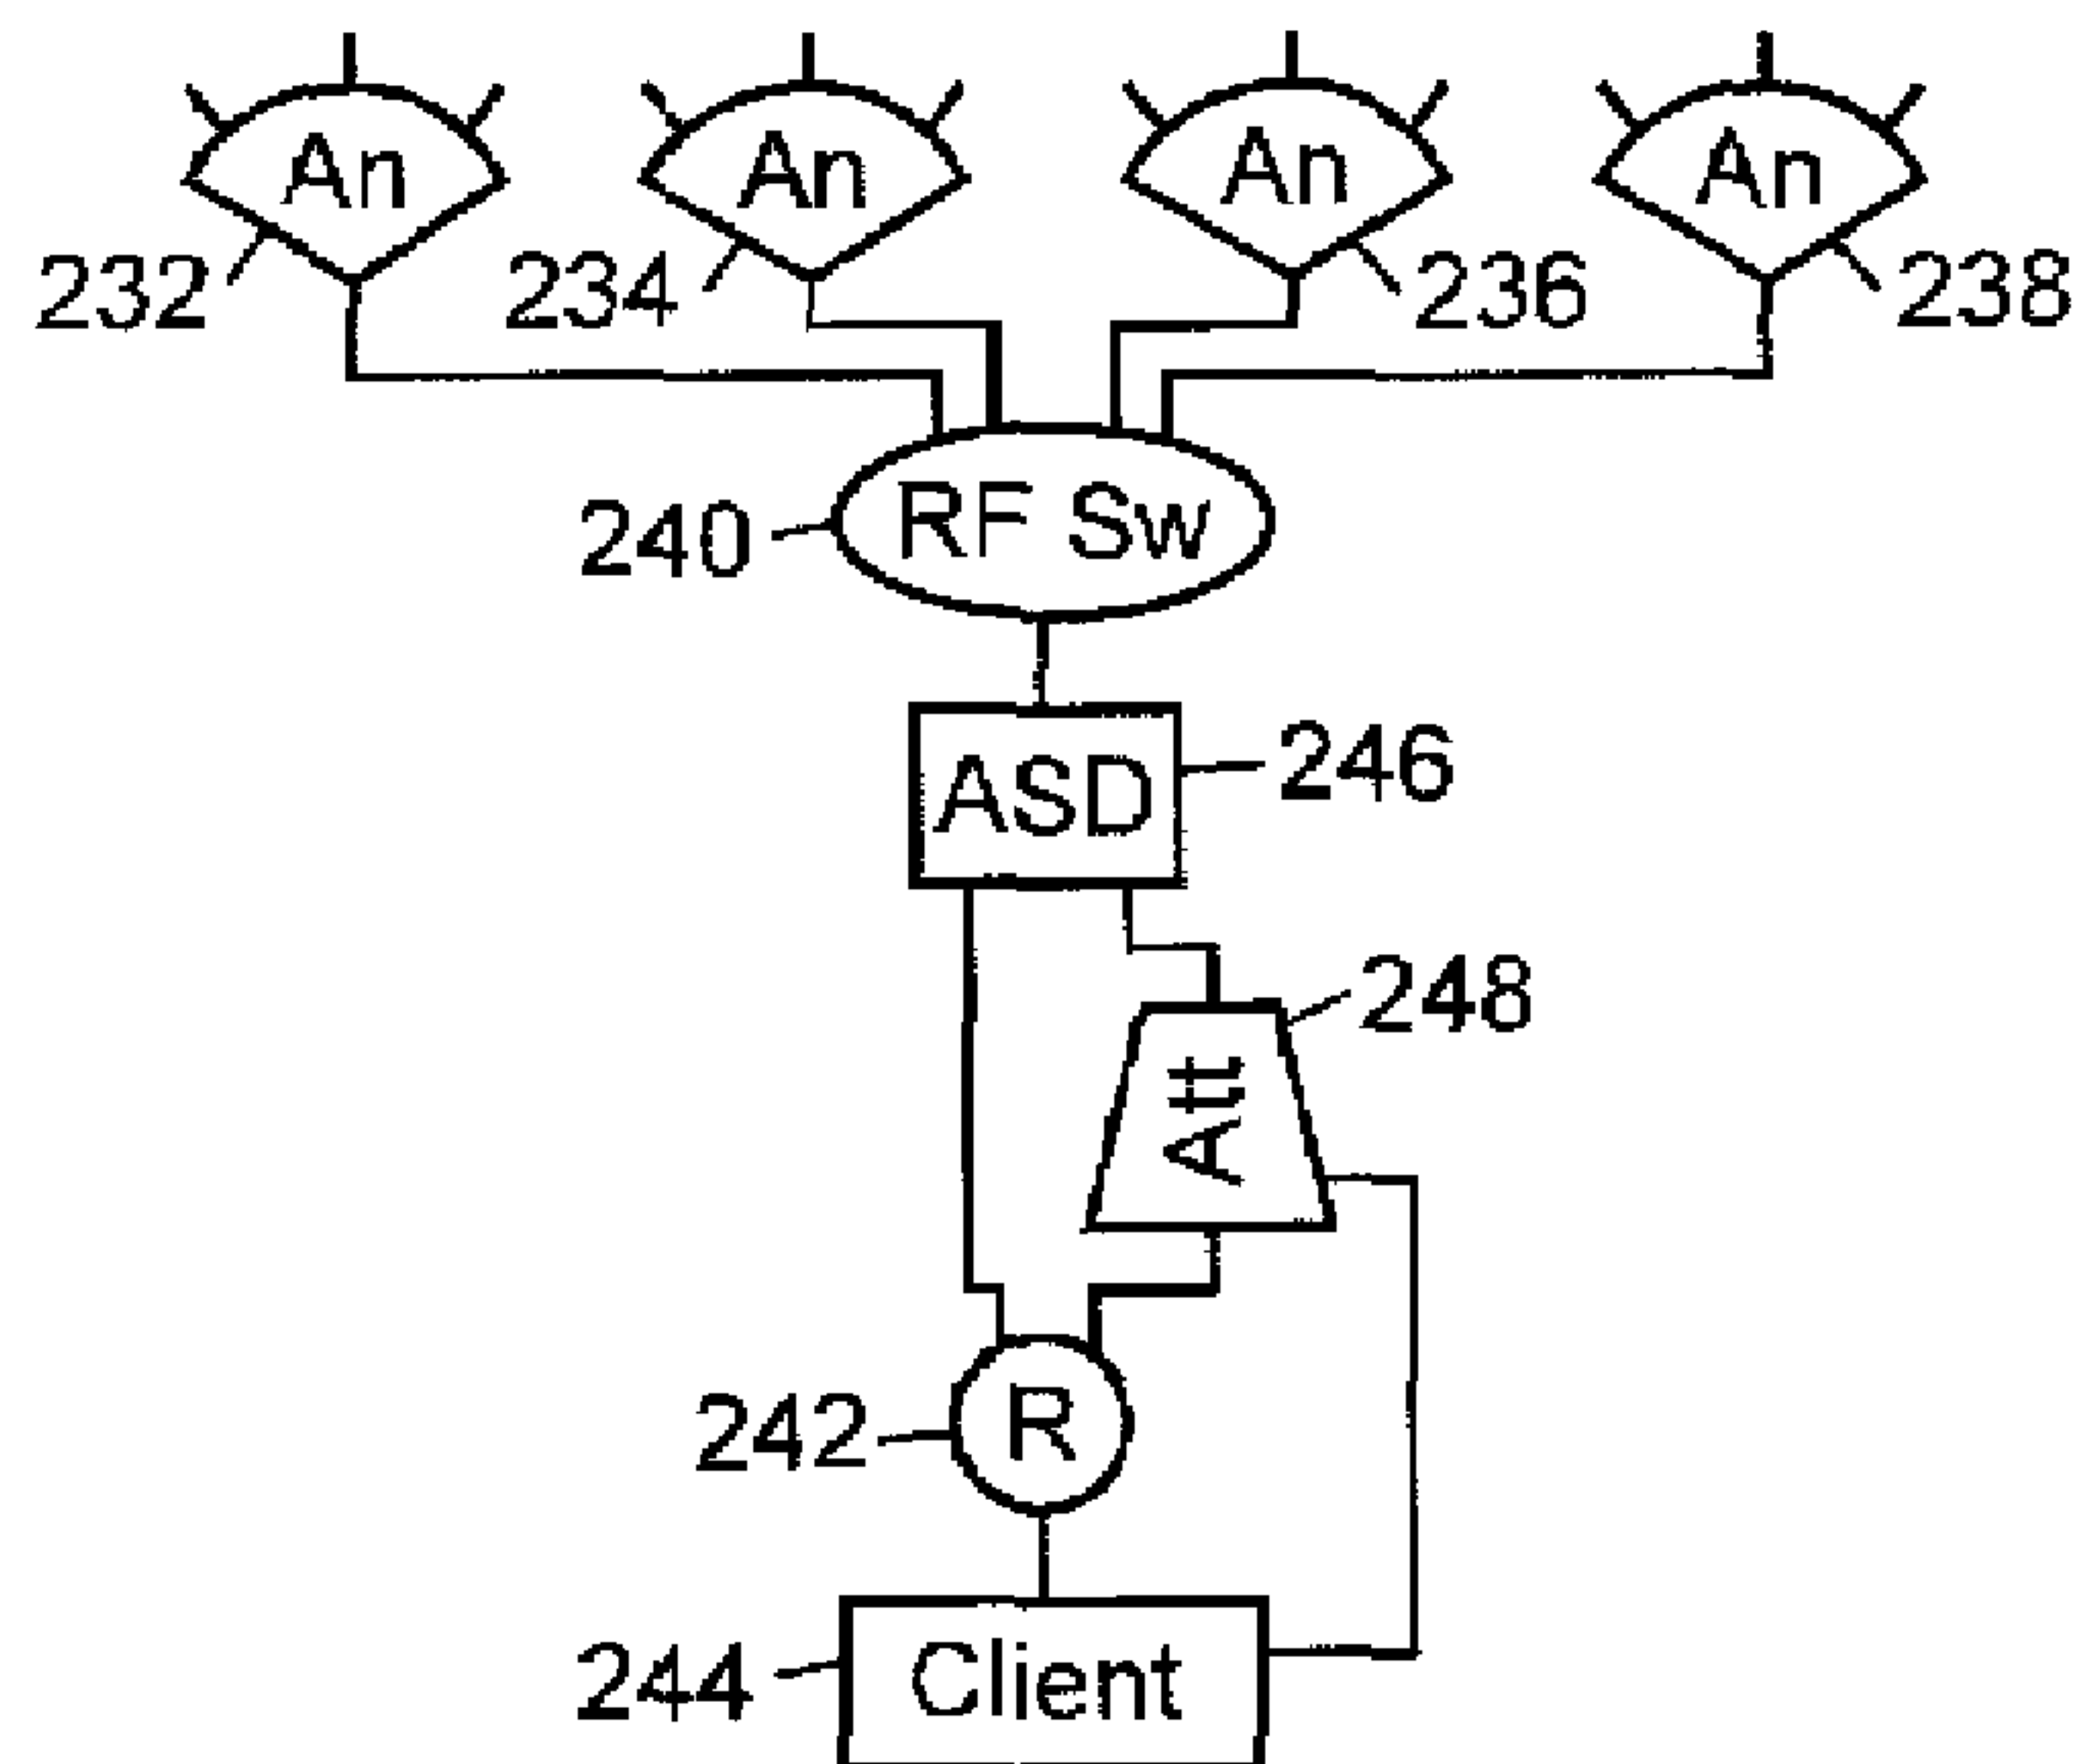 An An An An
232 234 236 238
RF Sw
240
ASD
246
248
Att
R
242
Client
244